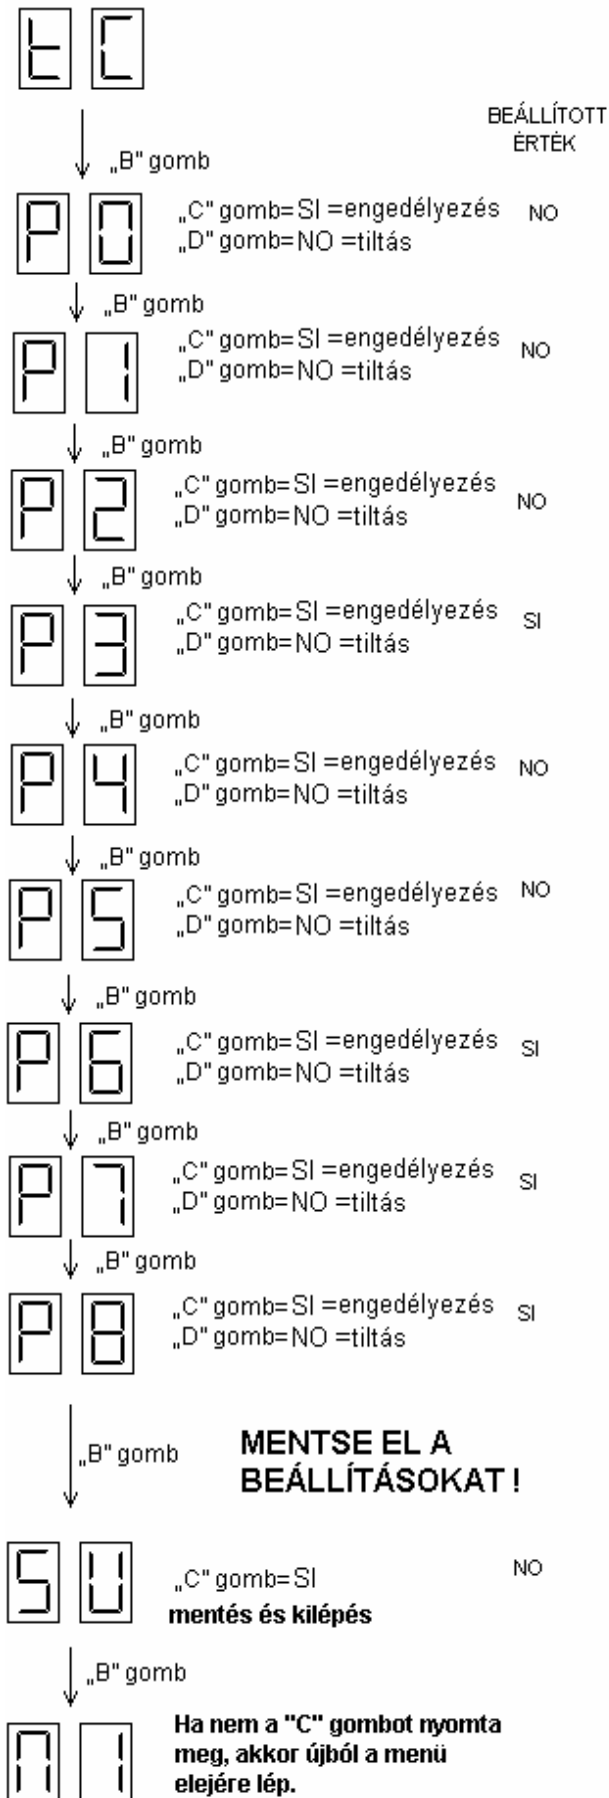 tC
BEÁLLÍTOTT
ÉRTÉK
„B" gomb
P0 „C" gomb=SI =engedélyezés NO
„D" gomb=NO =tiltás
„B" gomb
P1 „C" gomb=SI =engedélyezés NO
„D" gomb=NO =tiltás
„B" gomb
P2 „C" gomb=SI =engedélyezés NO
„D" gomb=NO =tiltás
„B" gomb
P3 „C" gomb=SI =engedélyezés SI
„D" gomb=NO =tiltás
„B" gomb
P4 „C" gomb=SI =engedélyezés NO
„D" gomb=NO =tiltás
„B" gomb
P5 „C" gomb=SI =engedélyezés NO
„D" gomb=NO =tiltás
„B" gomb
P6 „C" gomb=SI =engedélyezés SI
„D" gomb=NO =tiltás
„B" gomb
P7 „C" gomb=SI =engedélyezés SI
„D" gomb=NO =tiltás
„B" gomb
P8 „C" gomb=SI =engedélyezés SI
„D" gomb=NO =tiltás
„B" gomb
MENTSE EL A
BEÁLLÍTÁSOKAT !
SU „C" gomb=SI NO
mentés és kilépés
„B" gomb
Π1 Ha nem a "C" gombot nyomta
meg, akkor újból a menü
elejére lép.